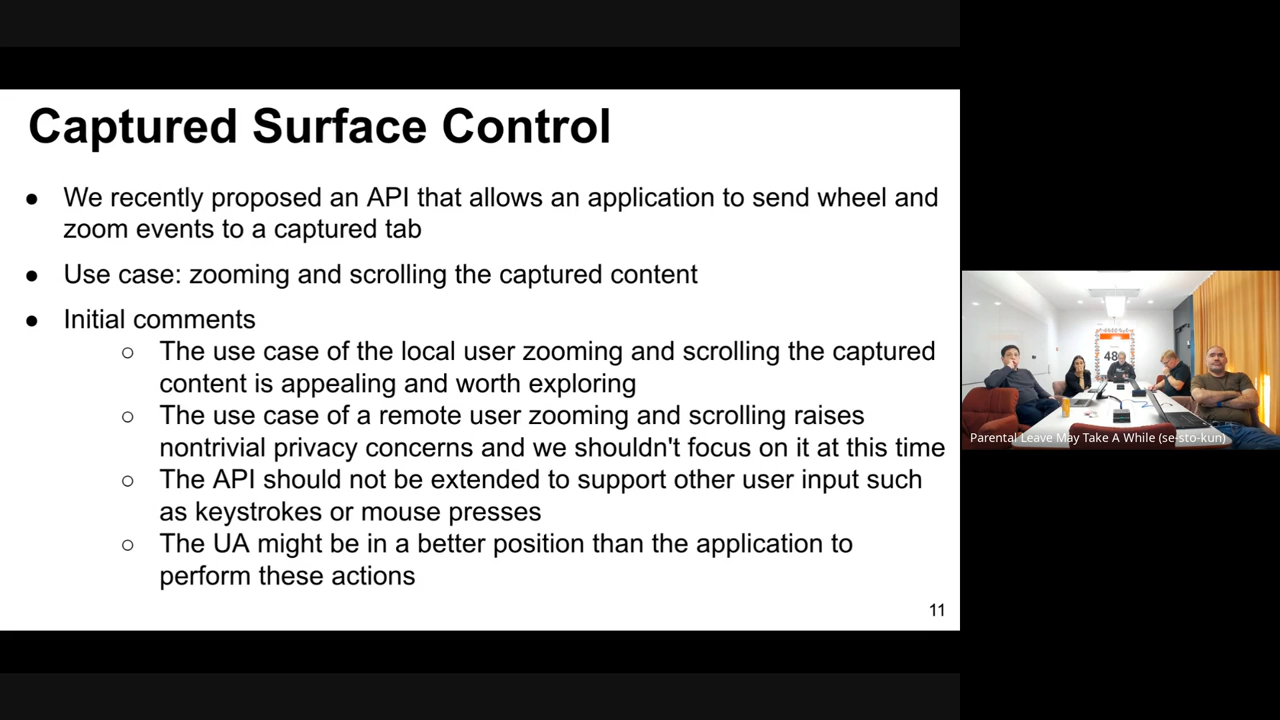 Captured Surface Control
● We recently proposed an API that allows an application to send wheel and
zoom events to a captured tab
● Use case: zooming and scrolling the captured content
● Initial comments
○ The use case of the local user zooming and scrolling the captured
content is appealing and worth exploring
○ The use case of a remote user zooming and scrolling raises
nontrivial privacy concerns and we shouldn't focus on it at this time
○ The API should not be extended to support other user input such
as keystrokes or mouse presses
○ The UA might be in a better position than the application to
perform these actions
11
48
Parental Leave May Take A While (se-sto-kun)